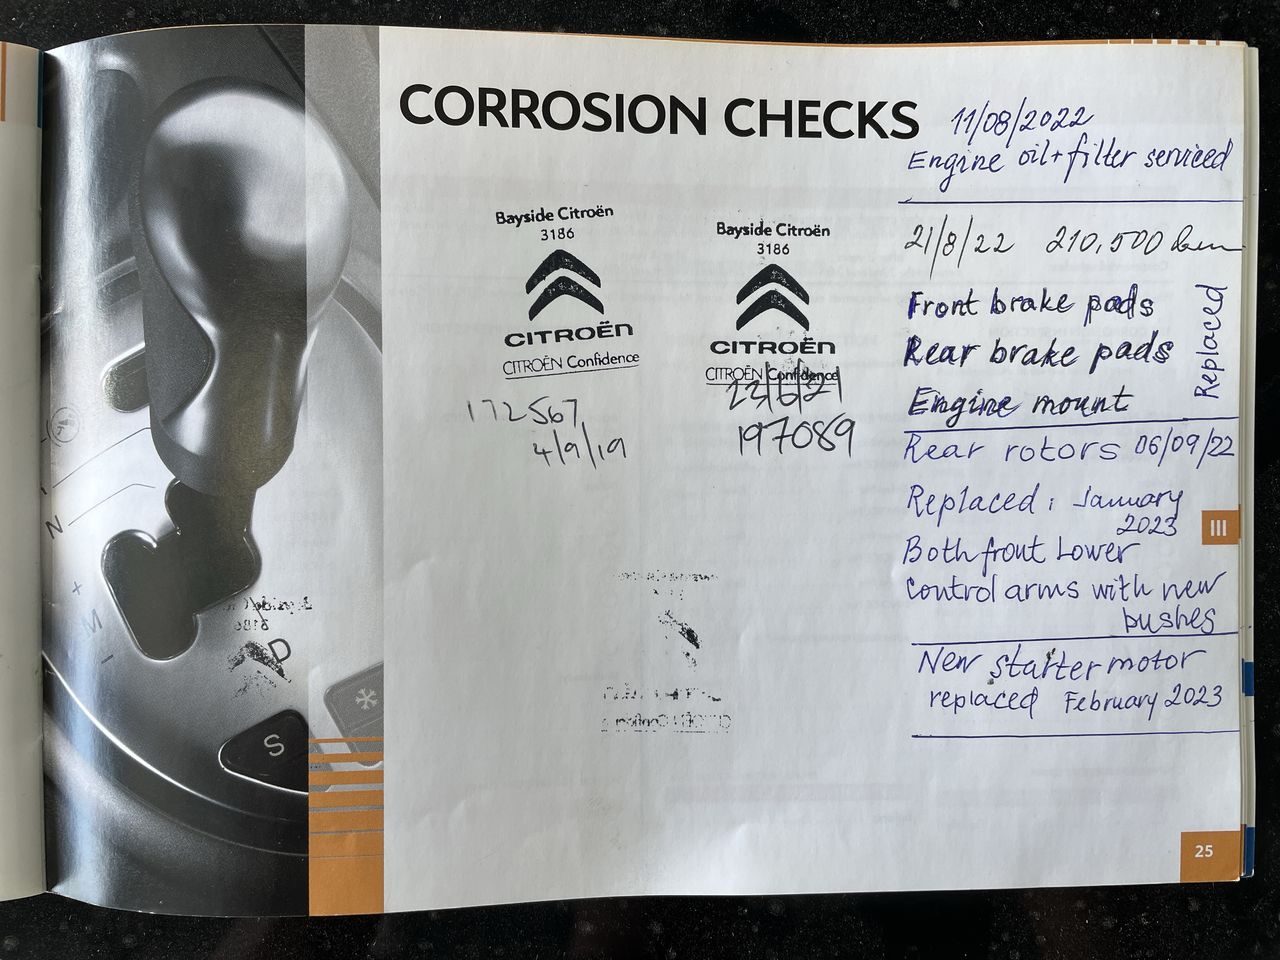 CORROSION CHECKS
11/08/2022
Engine oil+filter serviced
21/8/22 210,500 km
Front brake pads
Rear brake pads
Engine mount
Replaced
Rear rotors 06/09/22
Replaced: January
2023
Both front Lower
control arms with new
bushes
New starter motor
replaced February 2023
Bayside Citroën
3186
CITROËN
CITROËN Confidence
172567
4/9/19
Bayside Citroën
3186
CITROËN
CITROËN Confidence
23/6/21
197089
N
+
M
-
D
S
3186
III
25